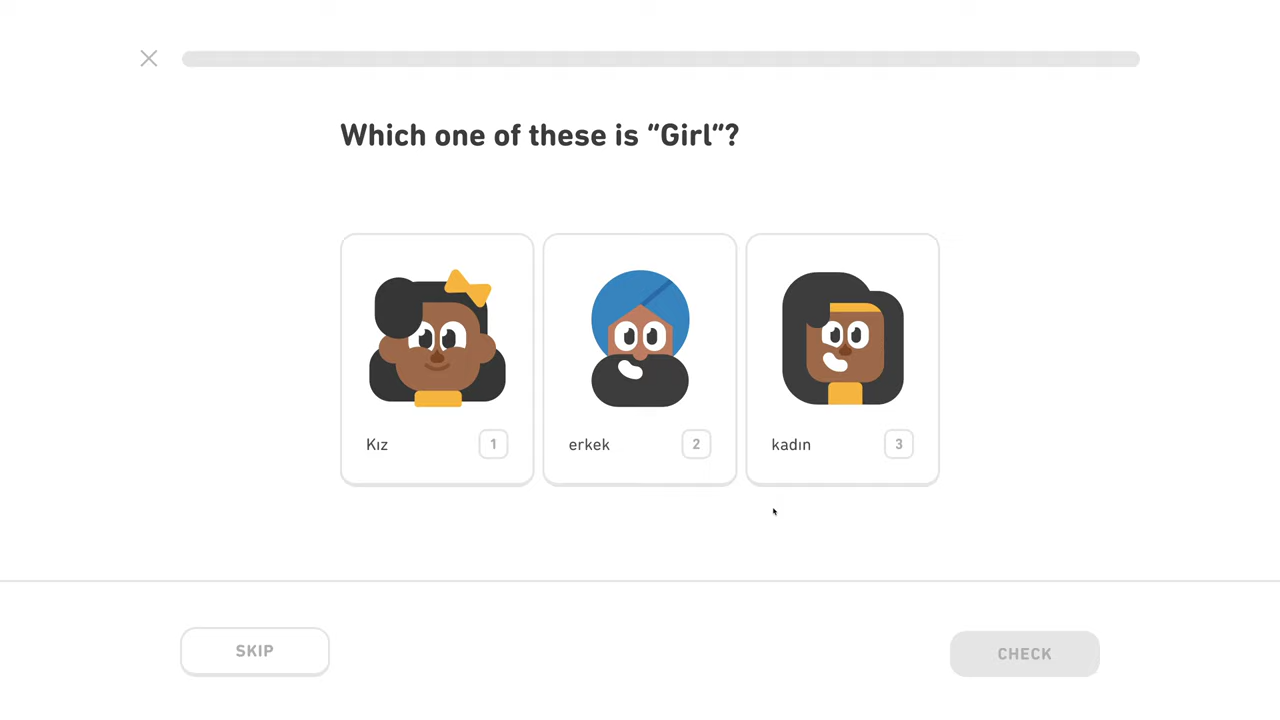 Which one of these is “Girl”?
Kız 1
erkek 2
kadın 3
SKIP
CHECK